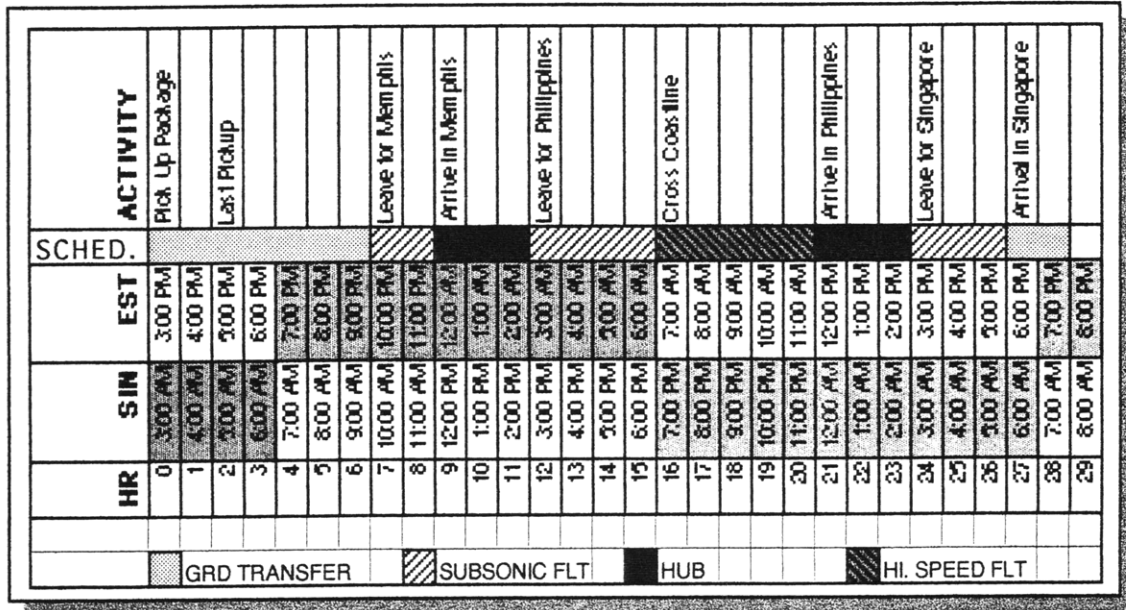 HR SIN EST SCHED. ACTIVITY
0 3:00 AM 3:00 PM Pick Up Package
1 4:00 AM 4:00 PM
2 5:00 AM 5:00 PM Last Pickup
3 6:00 AM 6:00 PM
4 7:00 AM 7:00 PM
5 8:00 AM 8:00 PM
6 9:00 AM 9:00 PM
7 10:00 AM 10:00 PM Leave for Memphis
8 11:00 AM 11:00 PM
9 12:00 PM 12:00 AM Arrive in Memphis
10 1:00 PM 1:00 AM
11 2:00 PM 2:00 AM
12 3:00 PM 3:00 AM Leave for Philippines
13 4:00 PM 4:00 AM
14 5:00 PM 5:00 AM
15 6:00 PM 6:00 AM
16 7:00 PM 7:00 AM Cross Coastline
17 8:00 PM 8:00 AM
18 9:00 PM 9:00 AM
19 10:00 PM 10:00 AM
20 11:00 PM 11:00 AM
21 12:00 AM 12:00 PM Arrive in Philippines
22 1:00 AM 1:00 PM
23 2:00 AM 2:00 PM
24 3:00 AM 3:00 PM Leave for Singapore
25 4:00 AM 4:00 PM
26 5:00 AM 5:00 PM
27 6:00 AM 6:00 PM Arrival in Singapore
28 7:00 AM 7:00 PM
29 8:00 AM 8:00 PM
GRD TRANSFER SUBSONIC FLT HUB HI. SPEED FLT